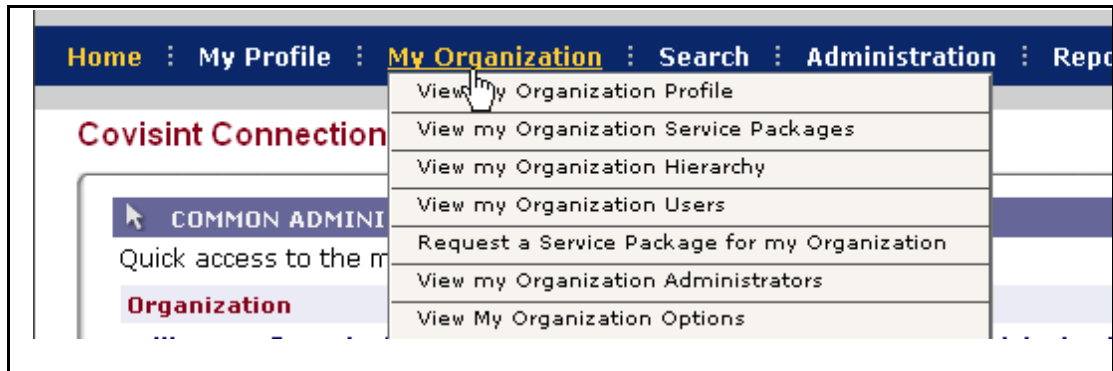 Home ⋮ My Profile ⋮ My Organization ⋮ Search ⋮ Administration ⋮
View my Organization Profile
Covisint Connection
View my Organization Service Packages
View my Organization Hierarchy
View my Organization Users
COMMON
Request a Service Package for my Organization
Quick access to the
View my Organization Administrators
Organization
View My Organization Options